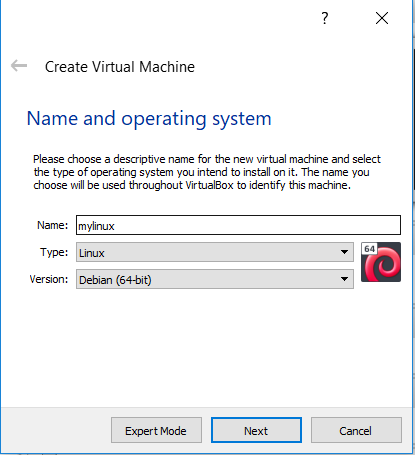 ?
Create Virtual Machine
Name and operating system
Please choose a descriptive name for the new virtual machine and select
the type of operating system you intend to install on it. The name you
choose will be used throughout VirtualBox to identify this machine.
Name: mylinux
Type: Linux
64
Version: Debian (64-bit)
Expert Mode Next Cancel